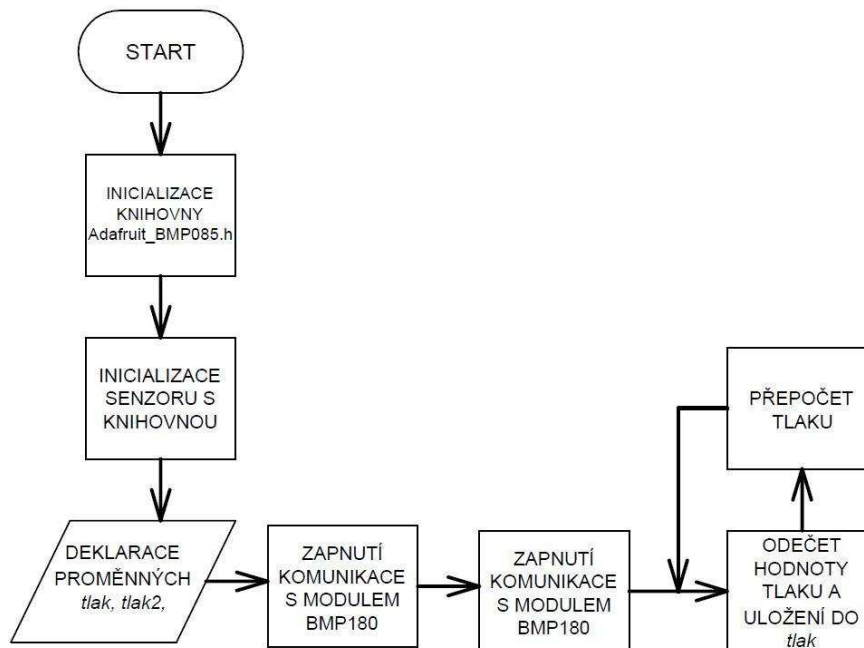 START
INICIALIZACE
KNIHOVNY
Adafruit_BMP085.h
INICIALIZACE
SENZORU S
KNIHOVNOU
DEKLARACE
PROMĚNNÝCH
tlak, tlak2,
ZAPNUTÍ
KOMUNIKACE
S MODULEM
BMP180
ZAPNUTÍ
KOMUNIKACE
S MODULEM
BMP180
ODEČET
HODNOTY
TLAKU A
ULOŽENÍ DO
tlak
PŘEPOČET
TLAKU